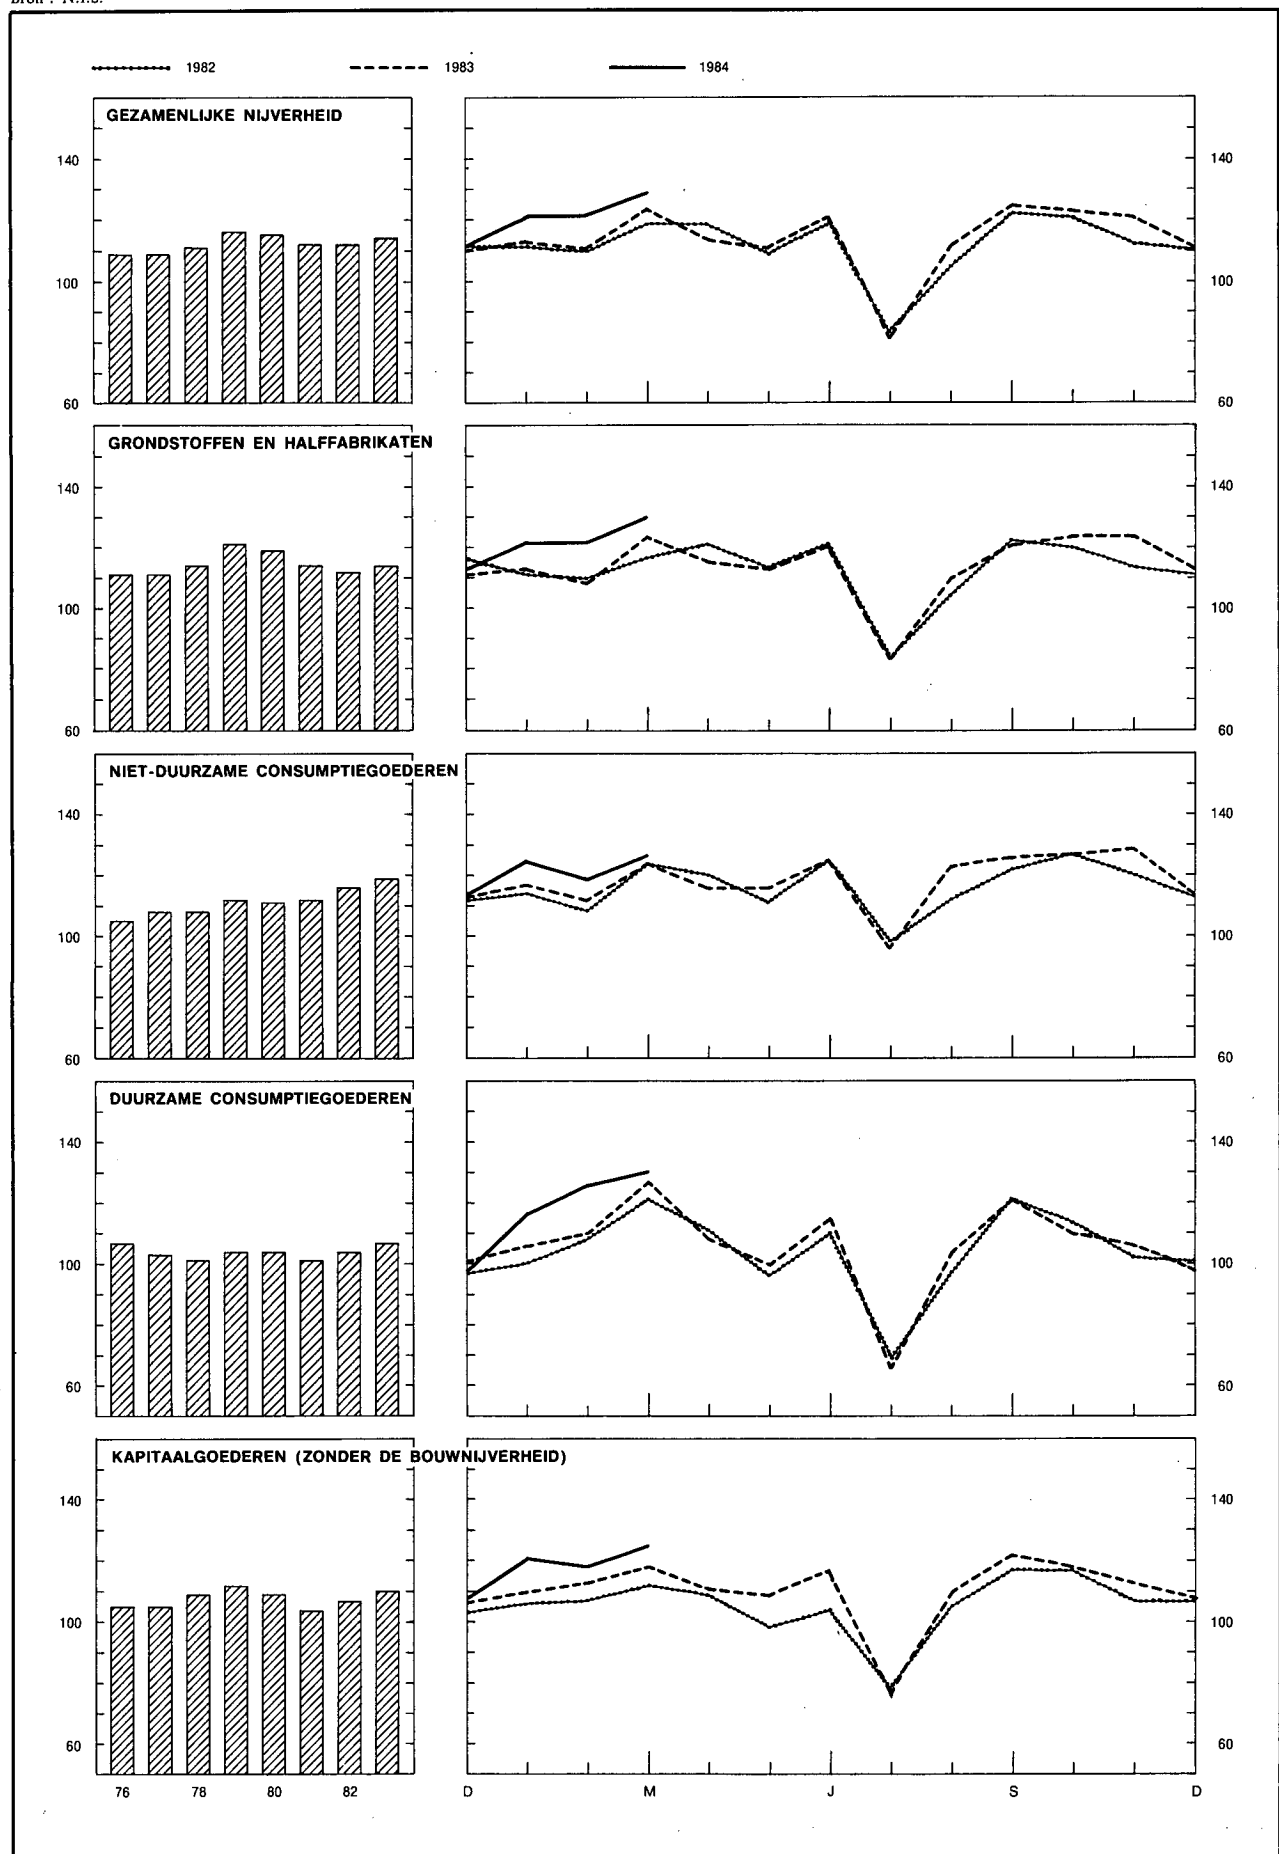 Bron : N.I.S.
1982 1983 1984
GEZAMENLIJKE NIJVERHEID
140 140
100 100
60 60
GRONDSTOFFEN EN HALFFABRIKATEN
140 140
100 100
60 60
NIET-DUURZAME CONSUMPTIEGOEDEREN
140 140
100 100
60 60
DUURZAME CONSUMPTIEGOEDEREN
140 140
100 100
60 60
KAPITAALGOEDEREN (ZONDER DE BOUWNIJVERHEID)
140 140
100 100
60 60
76 78 80 82 D M J S D